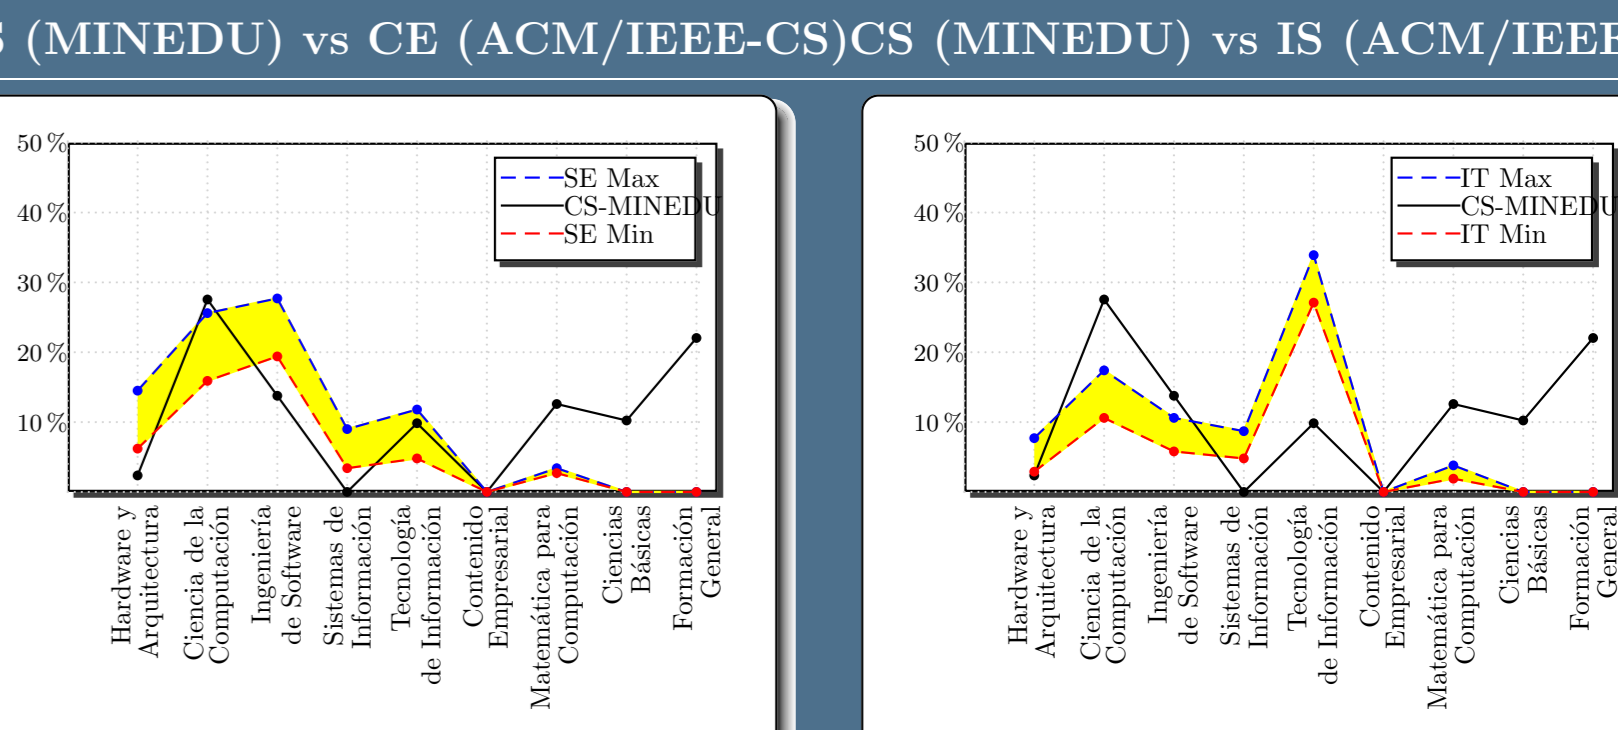 (MINEDU) vs CE (ACM/IEEE-CS)CS (MINEDU) vs IS (ACM/IEEE
50 %
40 %
30 %
20 %
10 %
SE Max
CS-MINEDU
SE Min
Hardware y
Arquitectura
Ciencia de la
Computación
Ingeniería
de Software
Sistemas de
Información
Tecnología
de Información
Contenido
Empresarial
Matemática para
Computación
Ciencias
Básicas
Formación
General
50 %
40 %
30 %
20 %
10 %
IT Max
CS-MINEDU
IT Min
Hardware y
Arquitectura
Ciencia de la
Computación
Ingeniería
de Software
Sistemas de
Información
Tecnología
de Información
Contenido
Empresarial
Matemática para
Computación
Ciencias
Básicas
Formación
General